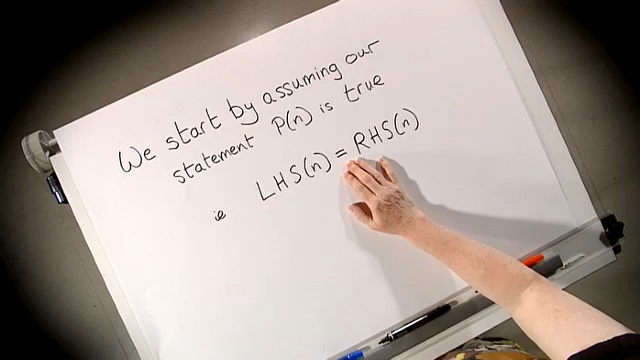 We start by assuming our
statement P(n) is true
ie LHS(n) = RHS(n)